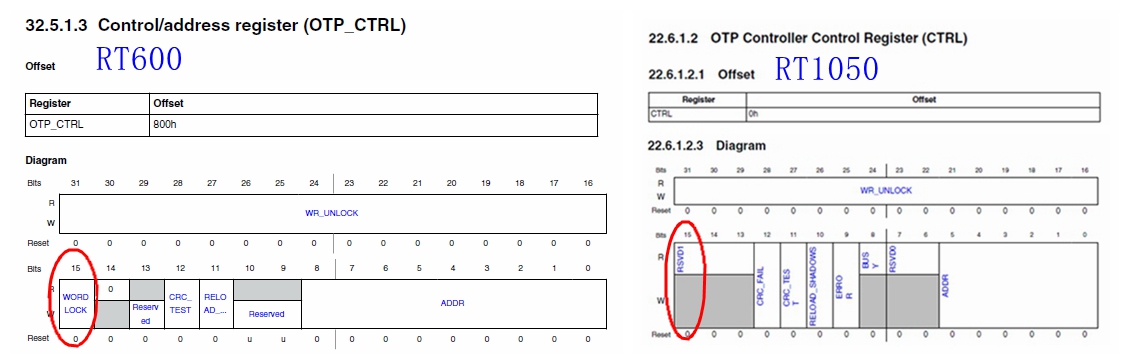 32.5.1.3 Control/address register (OTP_CTRL)
Offset RT600
Register Offset
OTP_CTRL 800h
Diagram
Bits 31 30 29 28 27 26 25 24 23 22 21 20 19 18 17 16
R
WR_UNLOCK
W
Reset 0 0 0 0 0 0 0 0 0 0 0 0 0 0 0 0
Bits 15 14 13 12 11 10 9 8 7 6 5 4 3 2 1 0
R 0
WORD LOCK
CRC_ TEST
RELO AD_...
ADDR
W
Reserv ed
Reserved
Reset 0 0 0 0 0 u u 0 0 0 0 0 0 0 0 0
22.6.1.2 OTP Controller Control Register (CTRL)
22.6.1.2.1 Offset RT1050
Register Offset
CTRL 0h
22.6.1.2.3 Diagram
Bits 31 30 29 28 27 26 25 24 23 22 21 20 19 18 17 16
R
WR_UNLOCK
W
Reset 0 0 0 0 0 0 0 0 0 0 0 0 0 0 0 0
Bits 15 14 13 12 11 10 9 8 7 6 5 4 3 2 1 0
R
RSVD1
CRC_FAIL
CRC_TES T
RELOAD_SHADOWS
ERRO R
BUS Y
RSVD0
ADDR
W
Reset 0 0 0 0 0 0 0 0 0 0 0 0 0 0 0 0